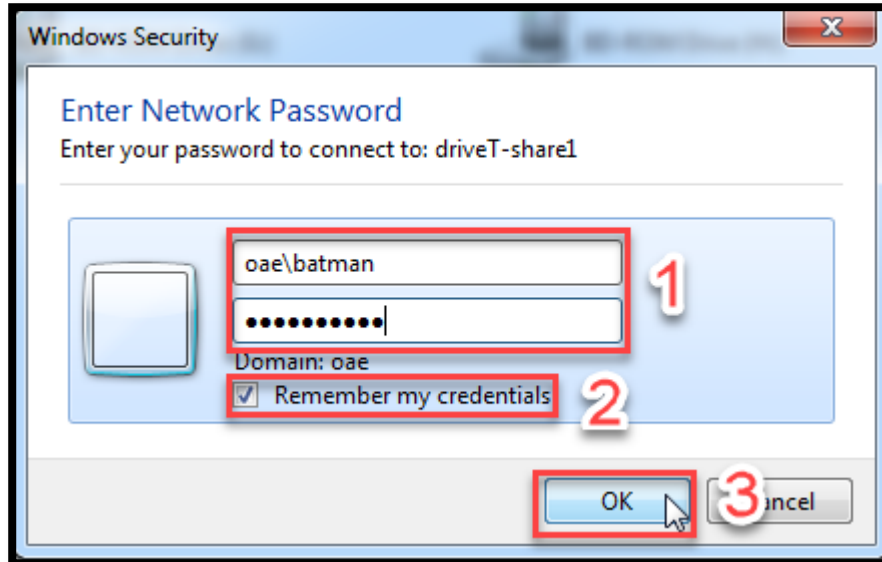 Windows Security
Enter Network Password
Enter your password to connect to: driveT-share1
oae\batman
●●●●●●●●●●
1
Domain: oae
Remember my credentials
2
OK
3